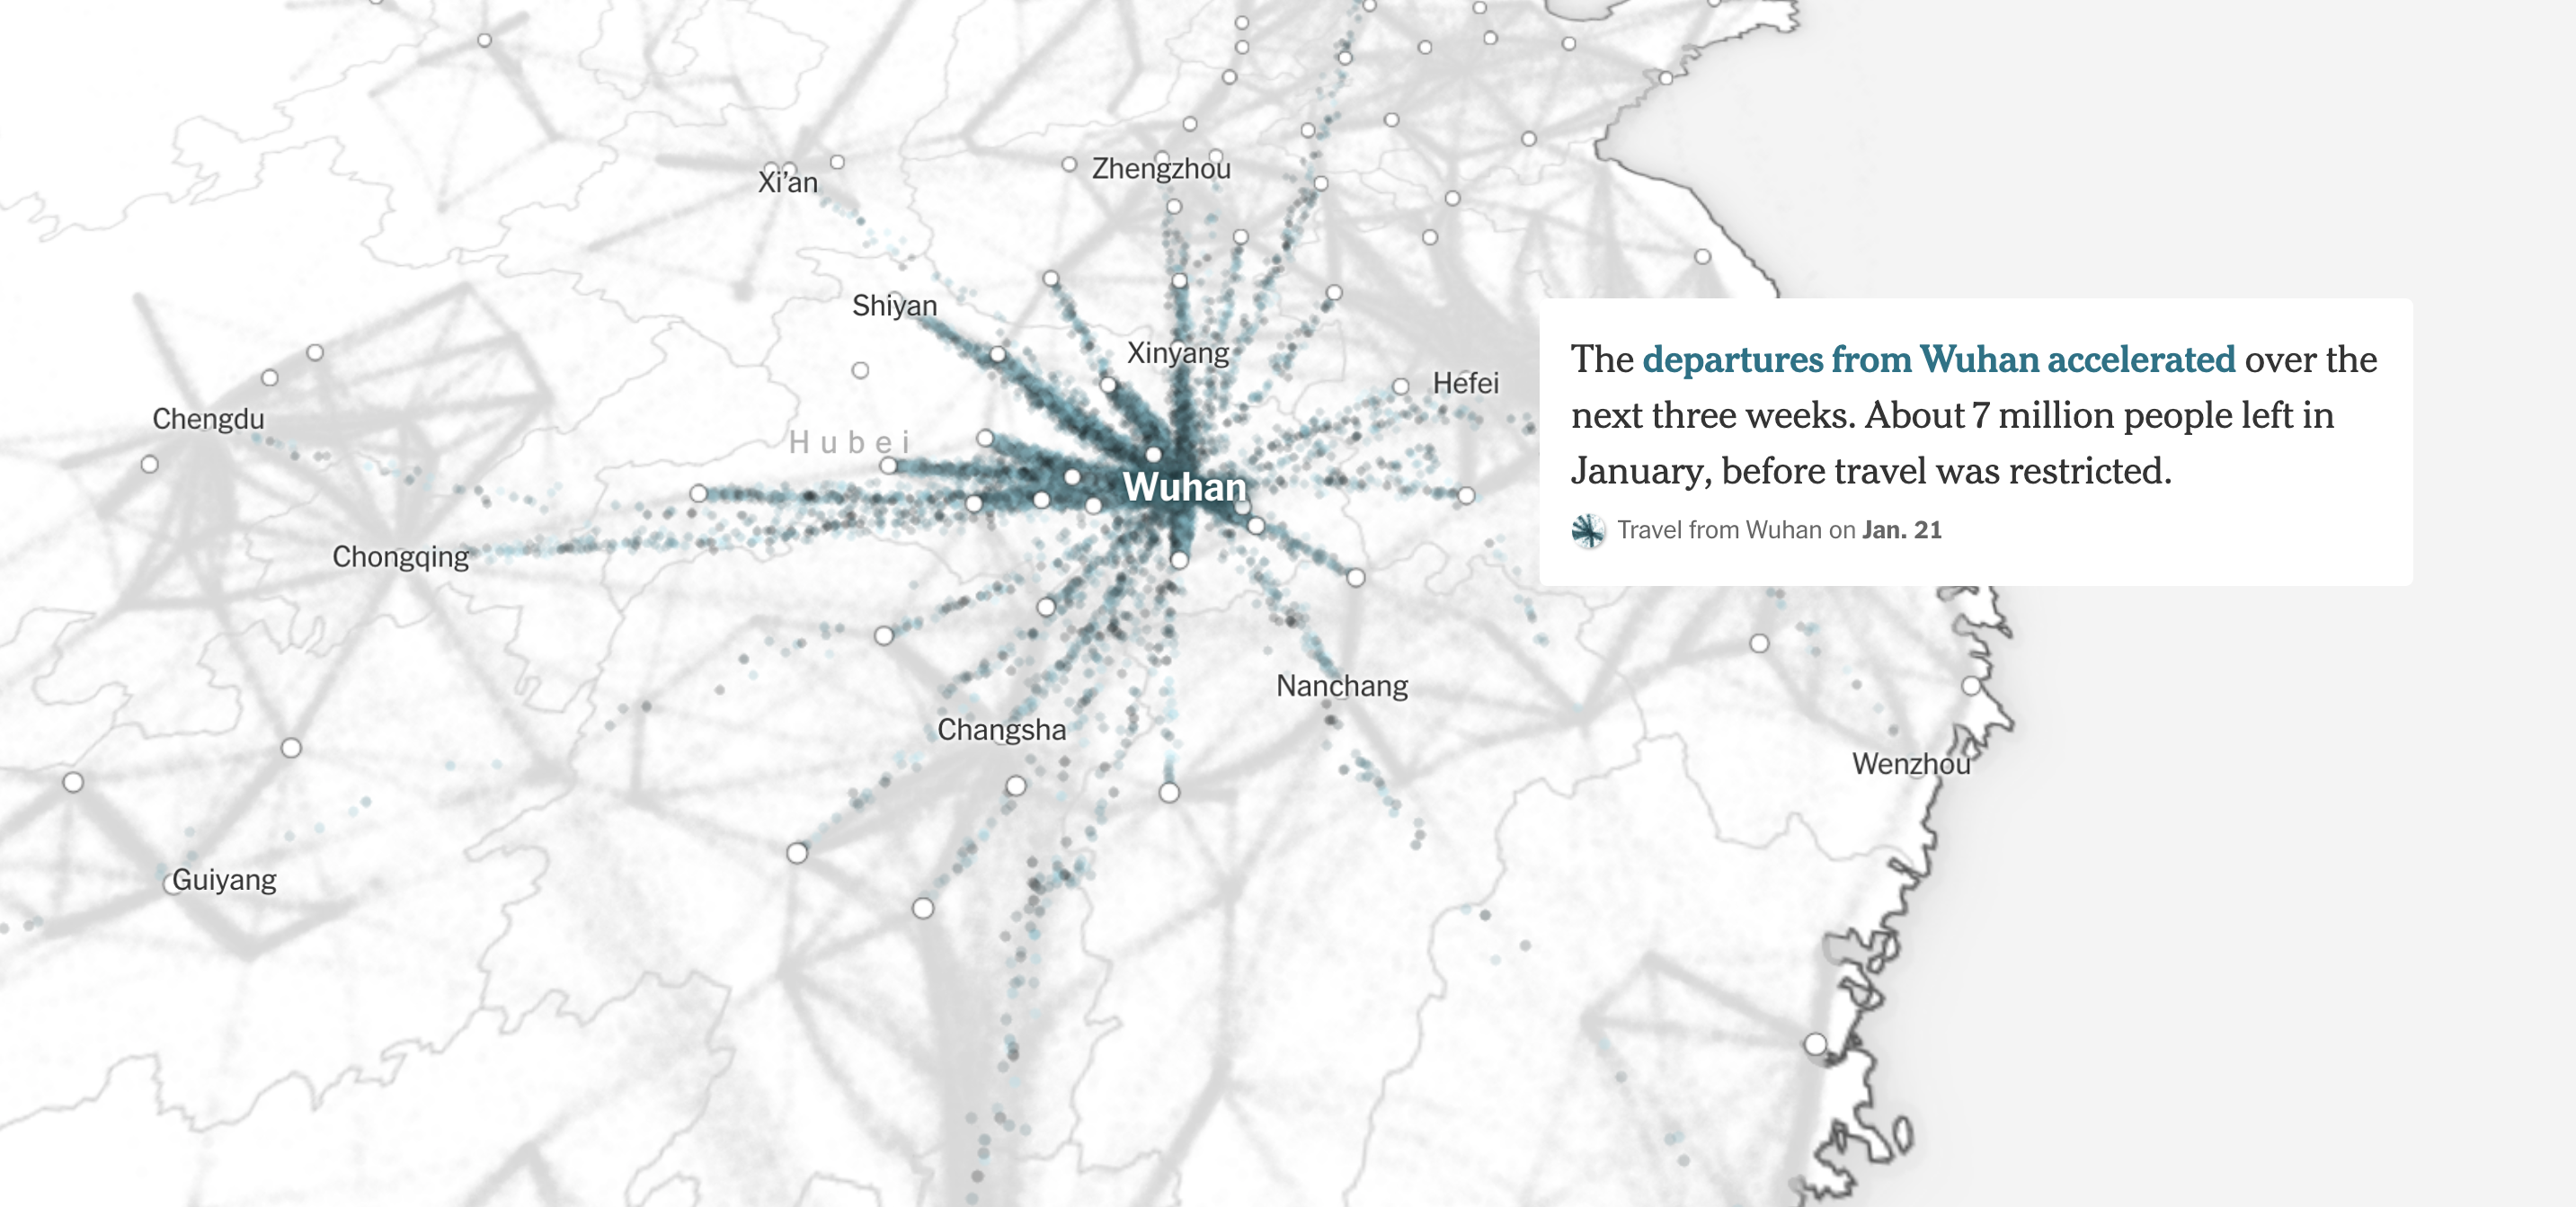 Xi’an
Zhengzhou
Shiyan
Xinyang
Hefei
The departures from Wuhan accelerated over the
next three weeks. About 7 million people left in
January, before travel was restricted.
Travel from Wuhan on Jan. 21
Chengdu
Hubei
Wuhan
Chongqing
Nanchang
Changsha
Wenzhou
Guiyang